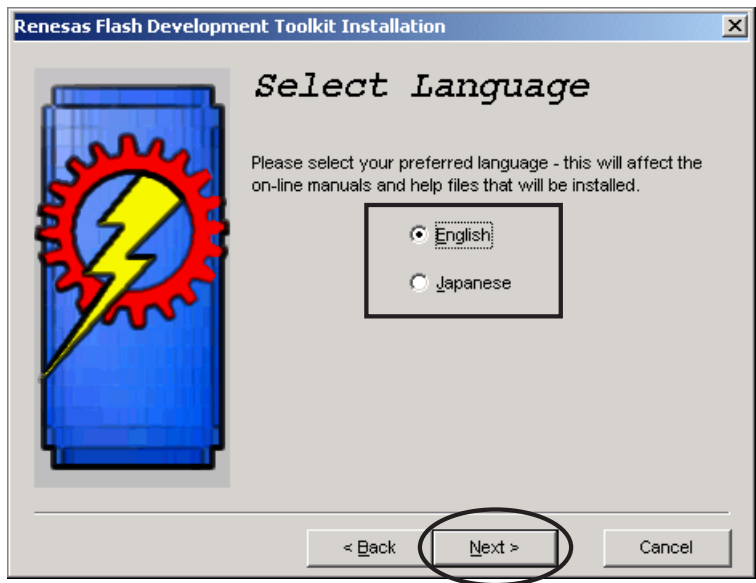 Renesas Flash Development Toolkit Installation
Select Language
Please select your preferred language - this will affect the
on-line manuals and help files that will be installed.
English
Japanese
< Back Next > Cancel